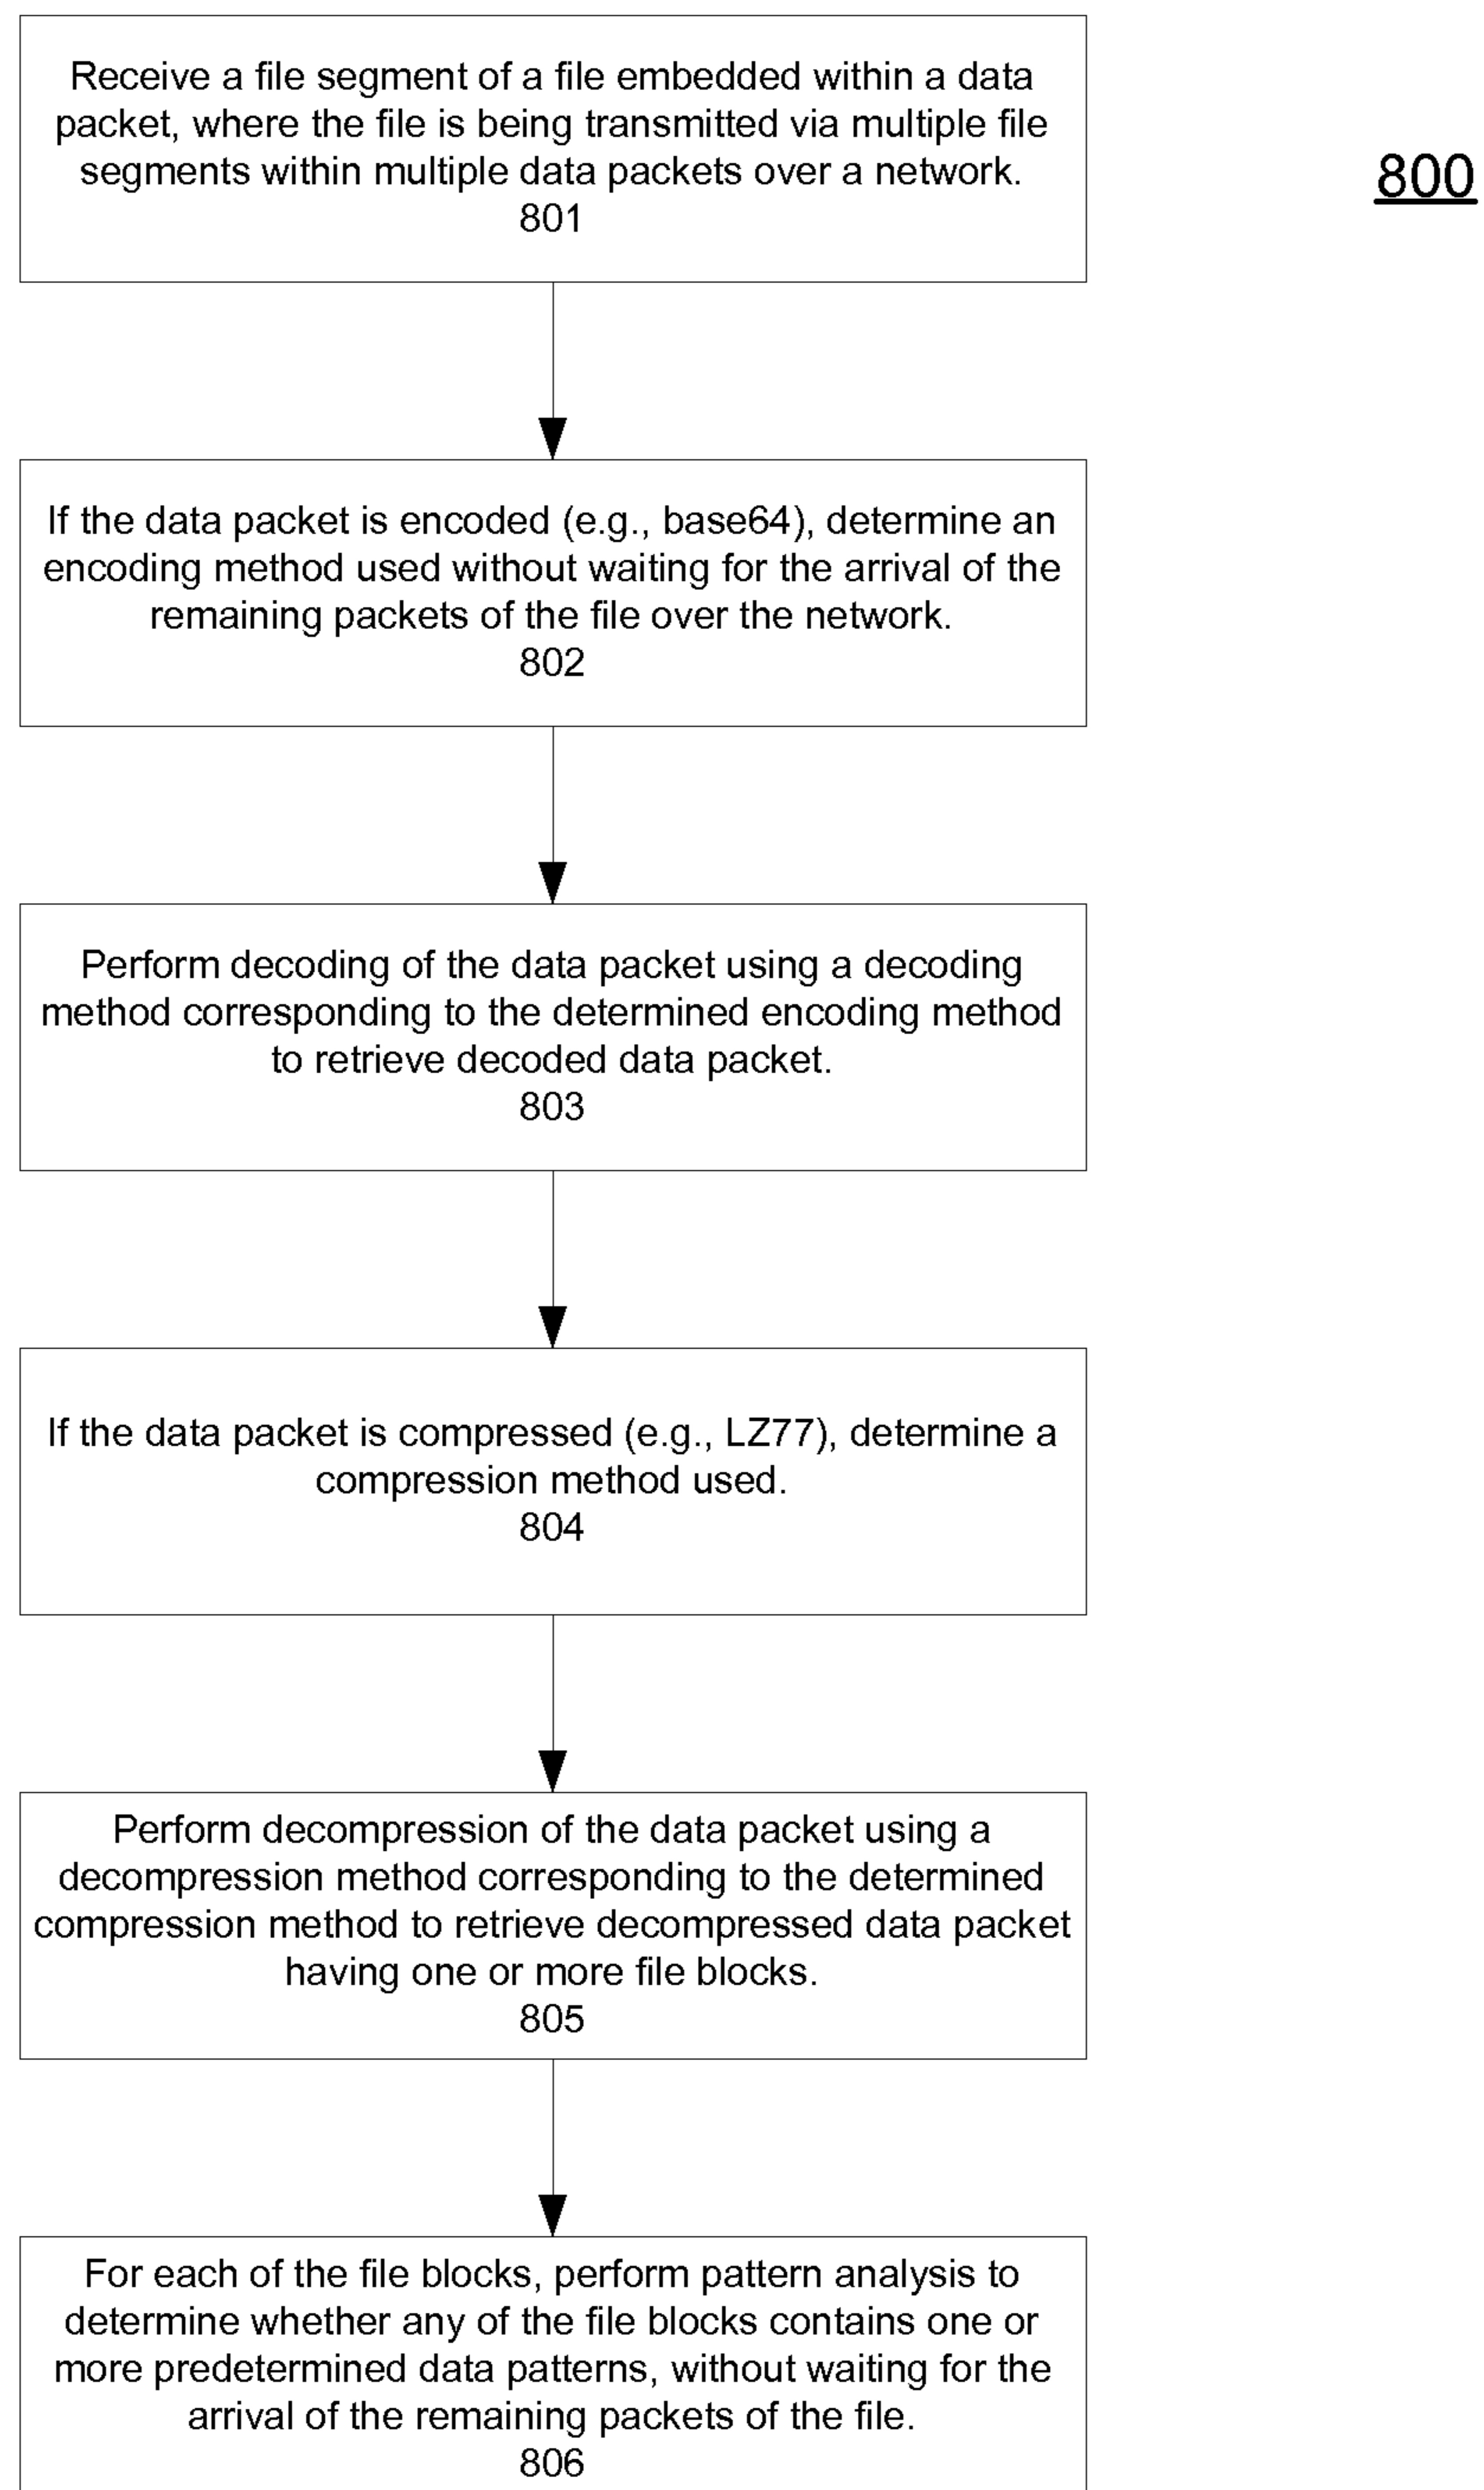 Receive a file segment of a file embedded within a data
packet, where the file is being transmitted via multiple file
segments within multiple data packets over a network.
801
800
If the data packet is encoded (e.g., base64), determine an
encoding method used without waiting for the arrival of the
remaining packets of the file over the network.
802
Perform decoding of the data packet using a decoding
method corresponding to the determined encoding method
to retrieve decoded data packet.
803
If the data packet is compressed (e.g., LZ77), determine a
compression method used.
804
Perform decompression of the data packet using a
decompression method corresponding to the determined
compression method to retrieve decompressed data packet
having one or more file blocks.
805
For each of the file blocks, perform pattern analysis to
determine whether any of the file blocks contains one or
more predetermined data patterns, without waiting for the
arrival of the remaining packets of the file.
806